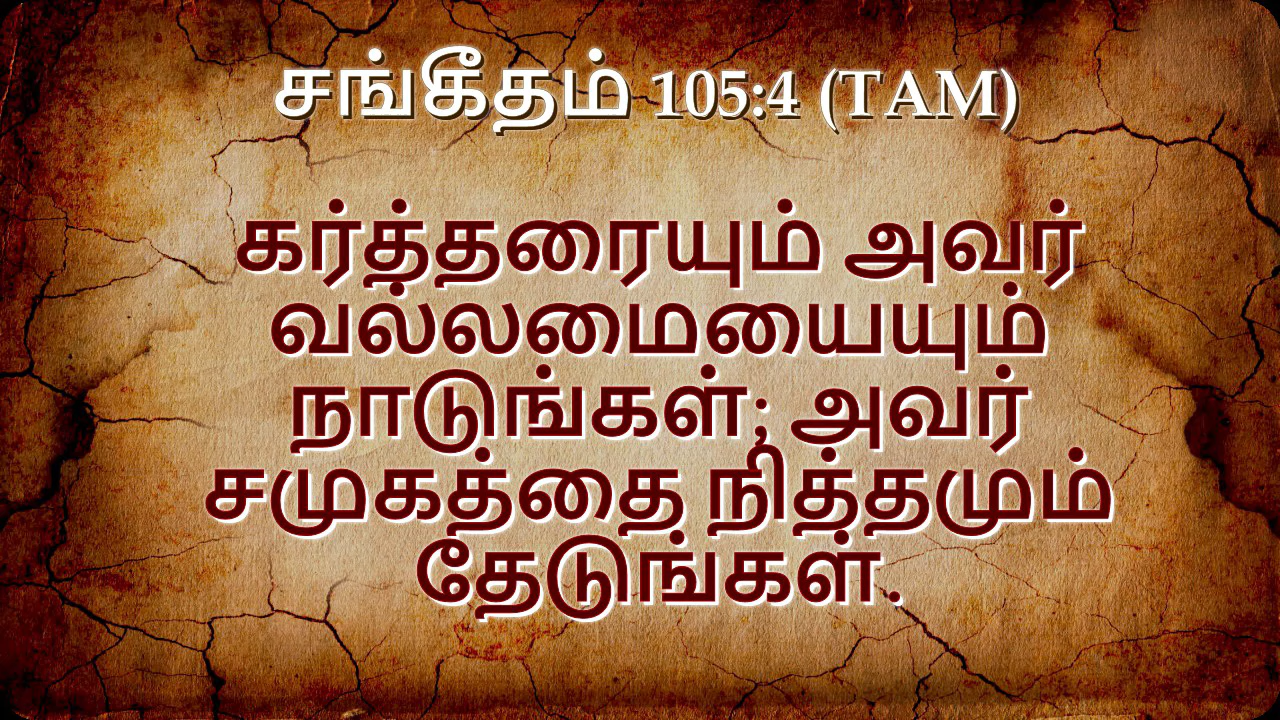 சங்கீதம் 105:4 (TAM)
கர்த்தரையும் அவர்
வல்லமையையும்
நாடுங்கள்; அவர்
சமுகத்தை நித்தமும்
தேடுங்கள்.